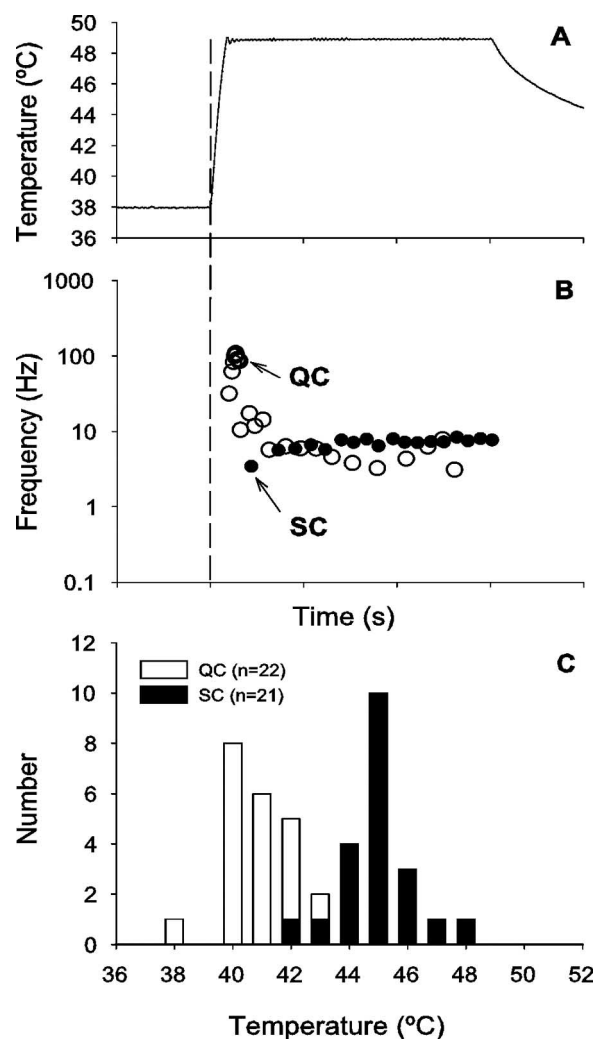 A
Temperature (ºC)
50
48
46
44
42
40
38
36
B
Frequency (Hz)
1000
100
10
1
0.1
QC
SC
Time (s)
C
QC (n=22)
SC (n=21)
Number
12
10
8
6
4
2
0
36 38 40 42 44 46 48 50 52
Temperature (ºC)